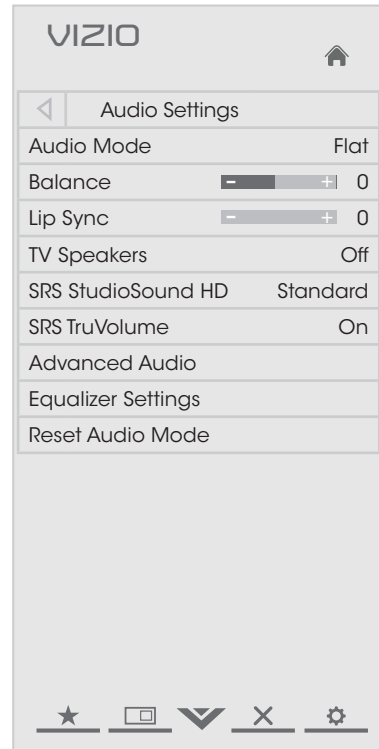 VIZIO
Audio Settings
Audio Mode Flat
Balance - + 0
Lip Sync - + 0
TV Speakers Off
SRS StudioSound HD Standard
SRS TruVolume On
Advanced Audio
Equalizer Settings
Reset Audio Mode